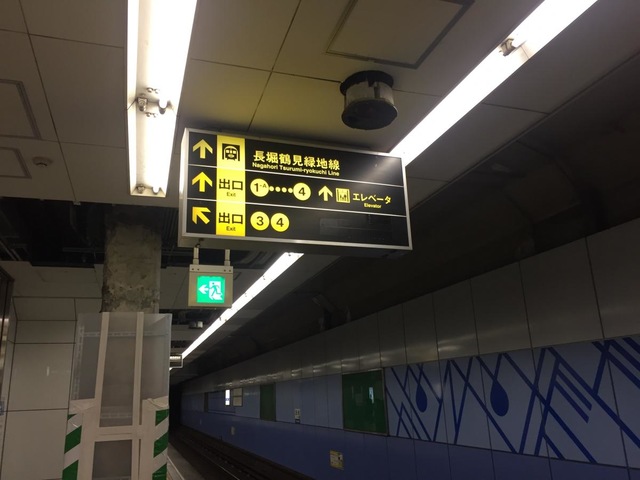 長堀鶴見緑地線
Nagahori Tsurumi-ryokuchi Line
出口 1-A 4 エレベータ
Exit Elevator
出口 3 4
Exit